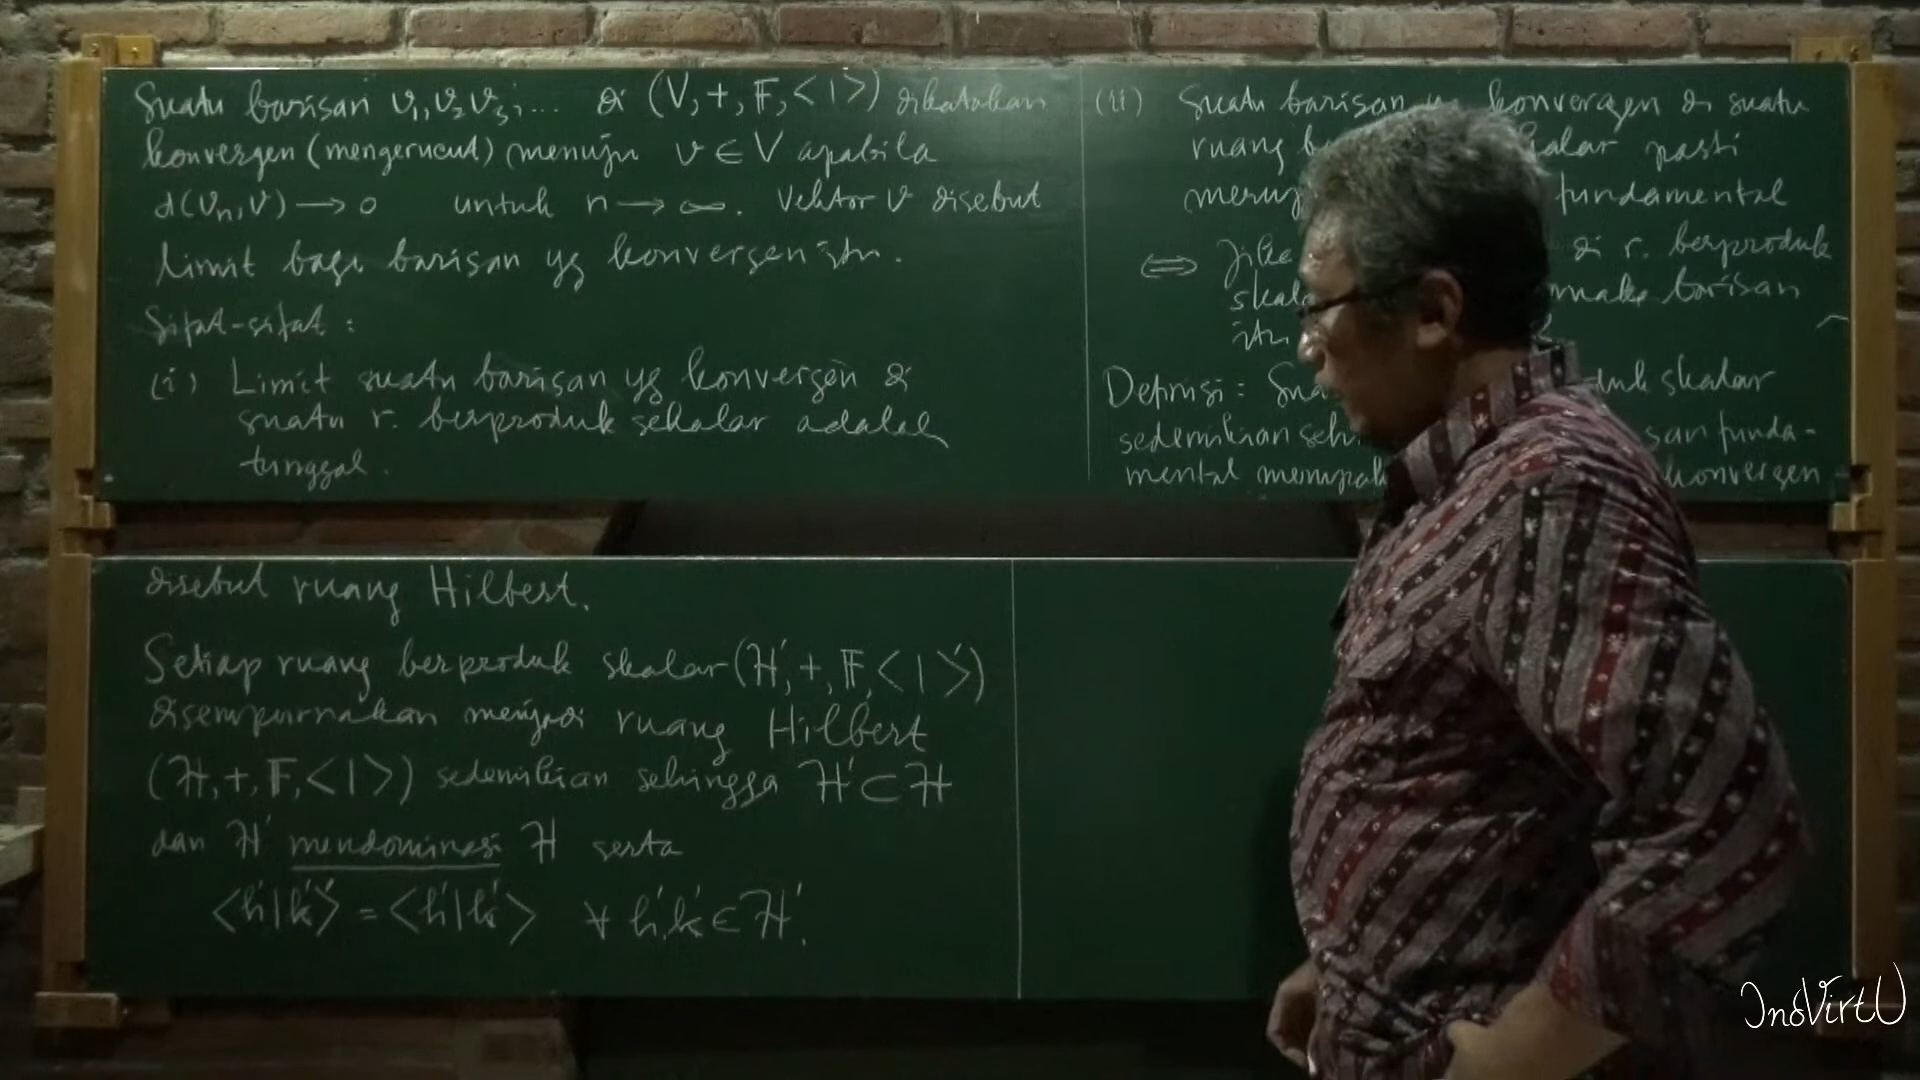 Suatu barisan v₁, v₂ v₃, ... di (V, +, F, < | >) dikatakan
konvergen (mengerucut) menuju v ∈ V apabila
d(vₙ, v) → 0 untuk n → ∞. Vektor v disebut
limit bagi barisan yg konvergen itu.
Sifat-sifat :
(i) Limit suatu barisan yg konvergen di
suatu r. berproduk sekalar adalah
tunggal.
(ii) Suatu barisan yg konvergen di suatu
ruang
pasti
fundamental
⇔ di r. berproduk
maka barisan
itu
Definisi : skalar
sedemikian
mental konvergen
disebut ruang Hilbert.
Setiap ruang berproduk skalar (H', +, F, < | >')
disempurnakan menjadi ruang Hilbert
(H, +, F, < | >) sedemikian sehingga H' ⊂ H
dan H' mendominasi H serta
<h'|k'>' = <h'|k'> ∀ h', k' ∈ H'.
InoVirtU